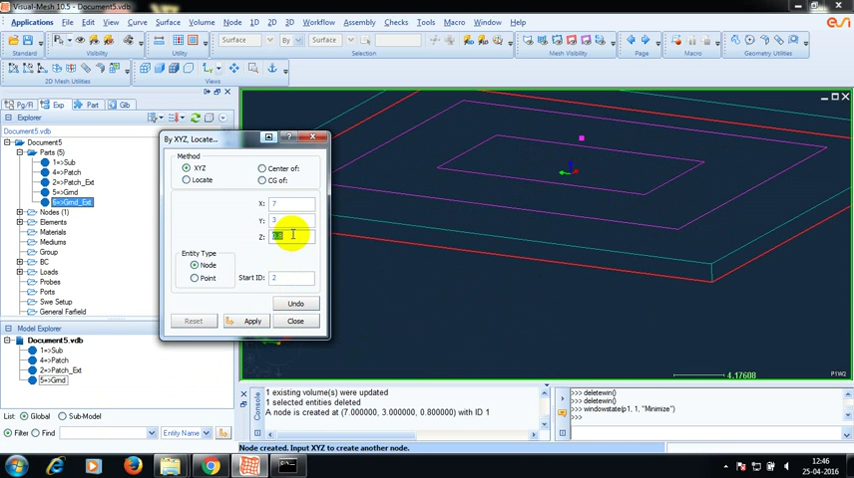 Visual-Mesh 10.5 - Document5.vdb
Applications Edit View Curve Surface Volume Node 1D 2D 3D Workflow Assembly Checks Tools Macro Window Help
Surface By Surface
Standard Visibility Selection Mesh Visibility Pages Macro Geometry Utilities
2D Mesh Utilities Views
Pg/Fl Exp Part Glb
Explorer
Document5.vdb
Document5
Parts (5)
1=>Sub
4=>Patch
2=>Patch_Ext
5=>Gmd
6=>Gmd_Ext
Nodes (1)
Elements
Materials
Mediums
Group
BC
Loads
Probes
Ports
Swe Setup
General Farfield
Model Explorer
Document5.vdb
1=>Sub
4=>Patch
2=>Patch_Ext
5=>Gmd
List : Global Sub-Model
Filter Find Entity Name
By XYZ, Locate...
Method
XYZ Center of:
Locate CG of:
X: 7
Y: 3
Z:
Entity Type
Node
Point
Start ID: 2
Undo
Reset Apply Close
4.17608 P1W2
Console
1 existing volume(s) were updated
1 selected entities deleted
A node is created at (7.000000, 3.000000, 0.800000) with ID 1
>>> deletewin()
>>> deletewin()
>>> windowstate(p1, 1, "Minimize")
>>>
Node created. Input XYZ to create another node.
12:46
25-04-2016